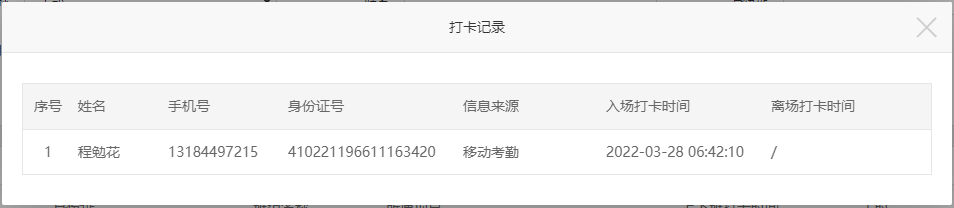 打卡记录
序号 姓名 手机号 身份证号 信息来源 入场打卡时间 离场打卡时间
1 程勉花 13184497215 410221196611163420 移动考勤 2022-03-28 06:42:10 /